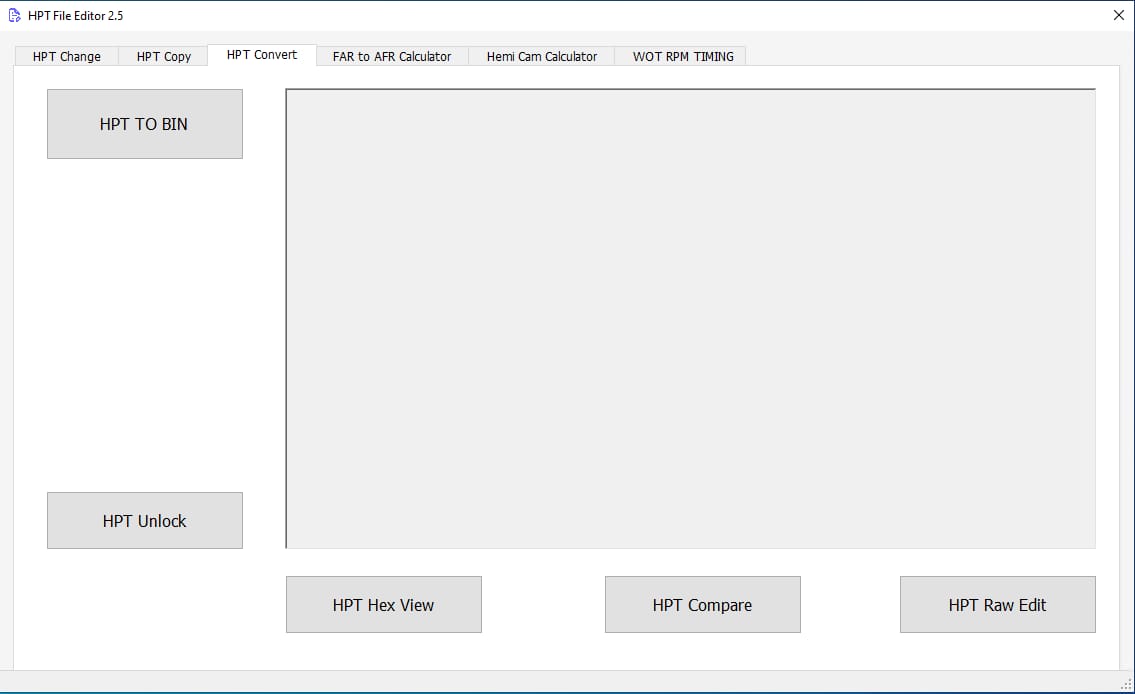 HPT File Editor 2.5
HPT Change HPT Copy HPT Convert FAR to AFR Calculator Hemi Cam Calculator WOT RPM TIMING
HPT TO BIN
HPT Unlock
HPT Hex View HPT Compare HPT Raw Edit